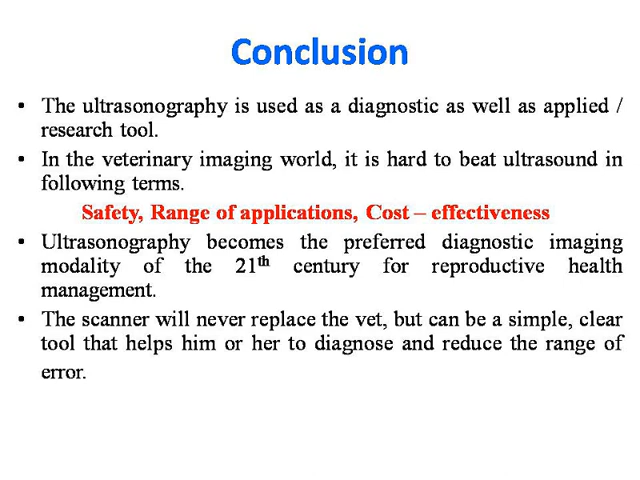 Conclusion
• The ultrasonography is used as a diagnostic as well as applied /
research tool.
• In the veterinary imaging world, it is hard to beat ultrasound in
following terms.
Safety, Range of applications, Cost – effectiveness
• Ultrasonography becomes the preferred diagnostic imaging
modality of the 21th century for reproductive health
management.
• The scanner will never replace the vet, but can be a simple, clear
tool that helps him or her to diagnose and reduce the range of
error.